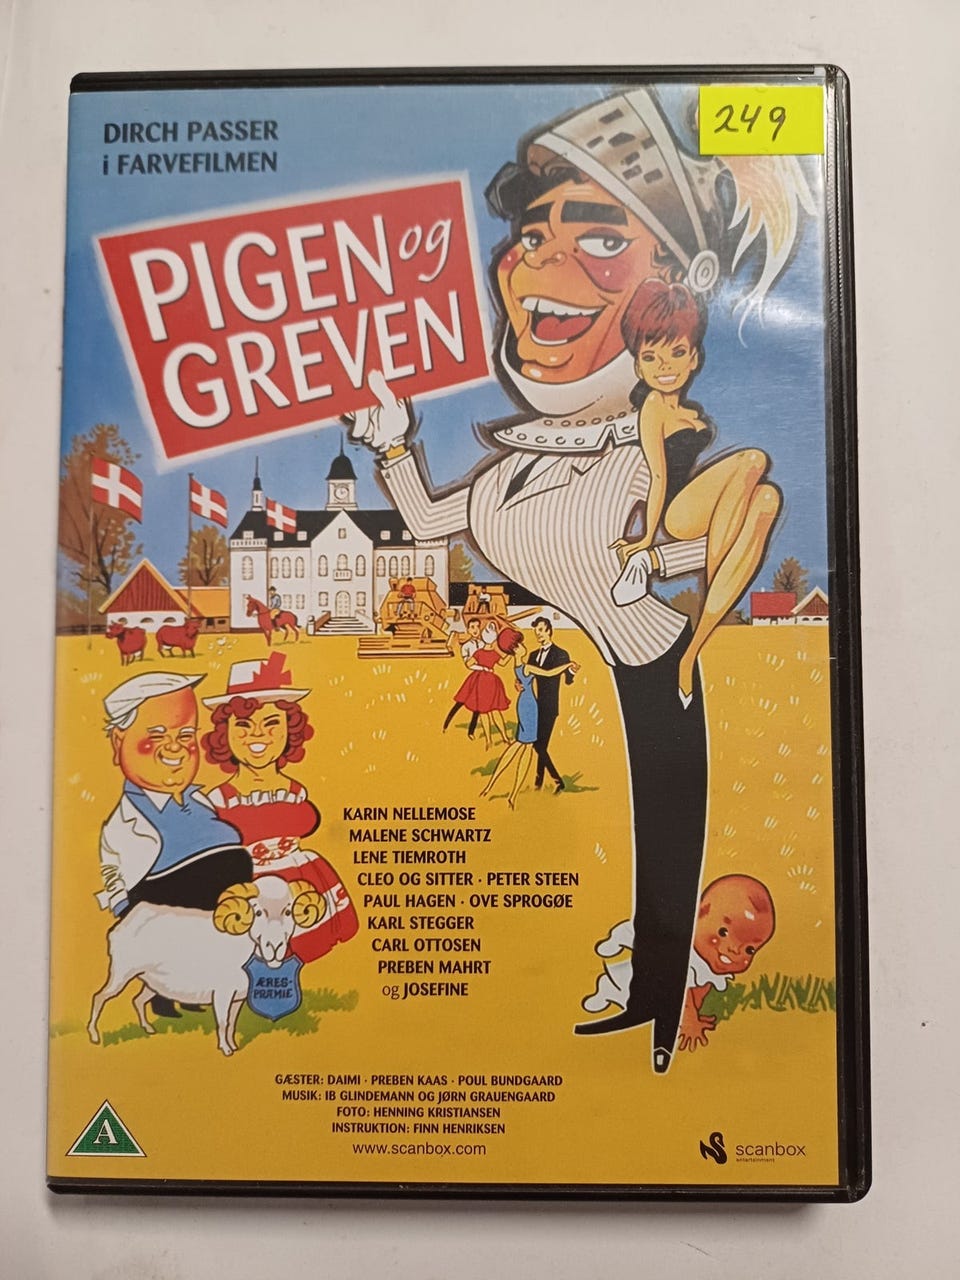 249
DIRCH PASSER
i FARVEFILMEN
PIGEN og
GREVEN
KARIN NELLEMOSE
MALENE SCHWARTZ
LENE TIEMROTH
CLEO OG SITTER · PETER STEEN
PAUL HAGEN · OVE SPROGØE
KARL STEGGER
CARL OTTOSEN
PREBEN MAHRT
og JOSEFINE
ÆRES-
PRÆMIE
GÆSTER: DAIMI · PREBEN KAAS · POUL BUNDGAARD
MUSIK: IB GLINDEMANN OG JØRN GRAUENGAARD
FOTO: HENNING KRISTIANSEN
INSTRUKTION: FINN HENRIKSEN
www.scanbox.com
A
scanbox
entertainment